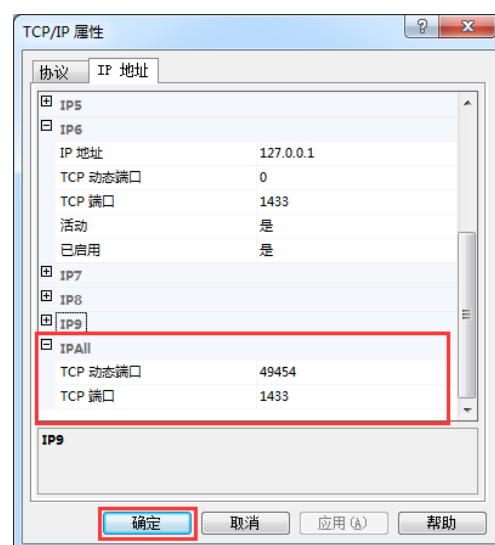 TCP/IP 属性
协议 IP 地址
IP5
IP6
IP 地址 127.0.0.1
TCP 动态端口 0
TCP 端口 1433
活动 是
已启用 是
IP7
IP8
IP9
IPAll
TCP 动态端口 49454
TCP 端口 1433
IP9
确定 取消 应用(A) 帮助